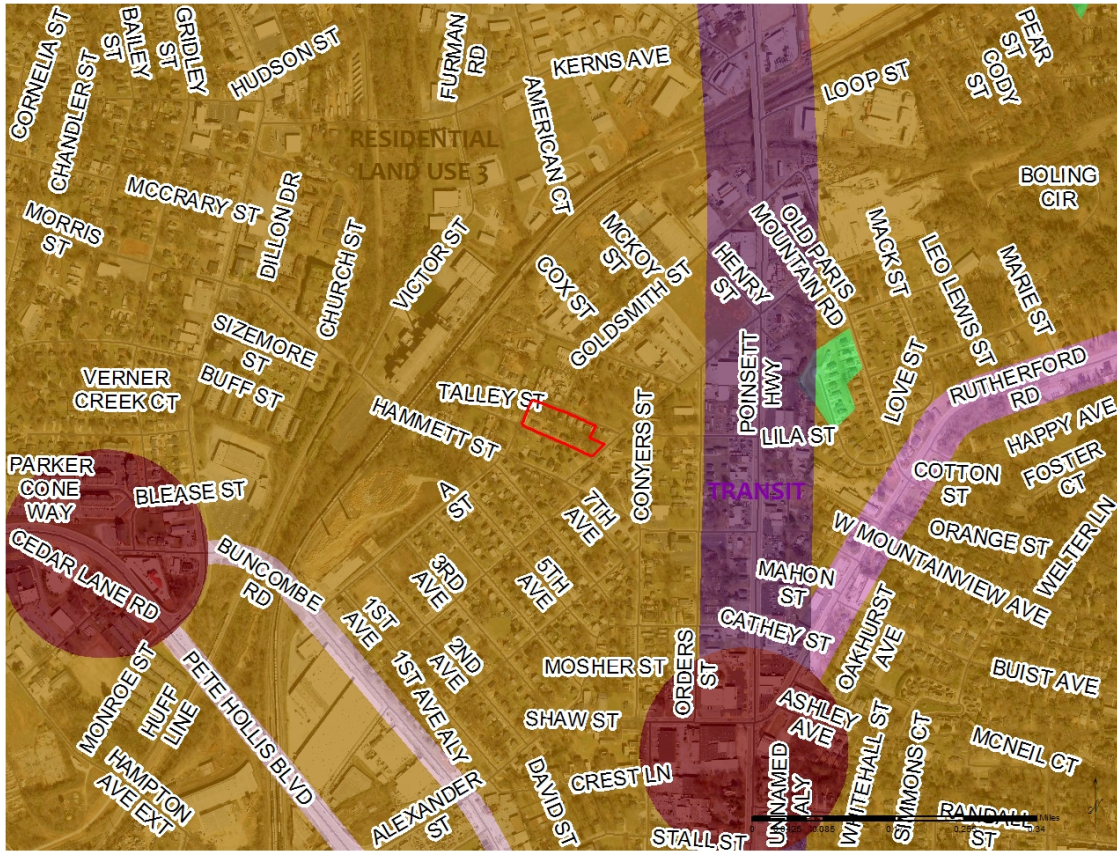 CORNELIA ST
BAILEY
ST
GRIDLEY
ST
HUDSON ST
FURMAN
RD
KERNS AVE
LOOP ST
PEAR
ST
CODY
ST
CHANDLER ST
AMERICAN CT
RESIDENTIAL
LAND USE 3
BOLING
CIR
MCCRARY ST
MORRIS
ST
DILLON DR
CHURCH ST
VICTOR ST
COX ST
MCKOY
ST
GOLDSMITH ST
HENRY
ST
OLD PARIS
MOUNTAIN RD
MACK ST
LEO LEWIS ST
MARIE ST
SIZEMORE
ST
BUFF ST
VERNER
CREEK CT
TALLEY ST
HAMMETT ST
CONYERS ST
POINSETT
HWY
LILA ST
LOVE ST
RUTHERFORD
RD
HAPPY AVE
FOSTER
CT
COTTON
ST
PARKER
CONE
WAY
BLEASE ST
A ST
7TH
AVE
TRANSIT
ORANGE ST
WELTER LN
W MOUNTAINVIEW AVE
CEDAR LANE RD
BUNCOMBE
RD
3RD
AVE
5TH
AVE
1ST
AVE
2ND
AVE
1ST AVE ALY
MAHON
ST
CATHEY ST
OAKHURST
AVE
MOSHER ST
ORDERS
ST
BUIST AVE
MONROE ST
HUFF
LINE
PETE HOLLIS BLVD
SHAW ST
ASHLEY
AVE
MCNEIL CT
HAMPTON
AVE EXT
ALEXANDER
ST
DAVID ST
CREST LN
STALL ST
UNNAMED
ALY
WHITEHALL ST
SIMMONS CT
RANDALL
ST
0.085
0.34
Miles